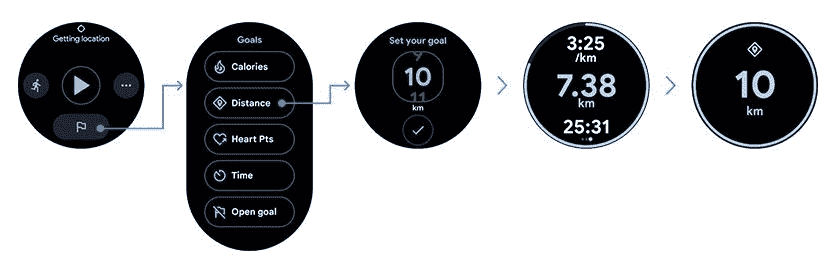 Getting location
Goals
Calories
Distance
Heart Pts
Time
Open goal
Set your goal
9
10
11
km
3:25
/km
7.38
km
25:31
10
km